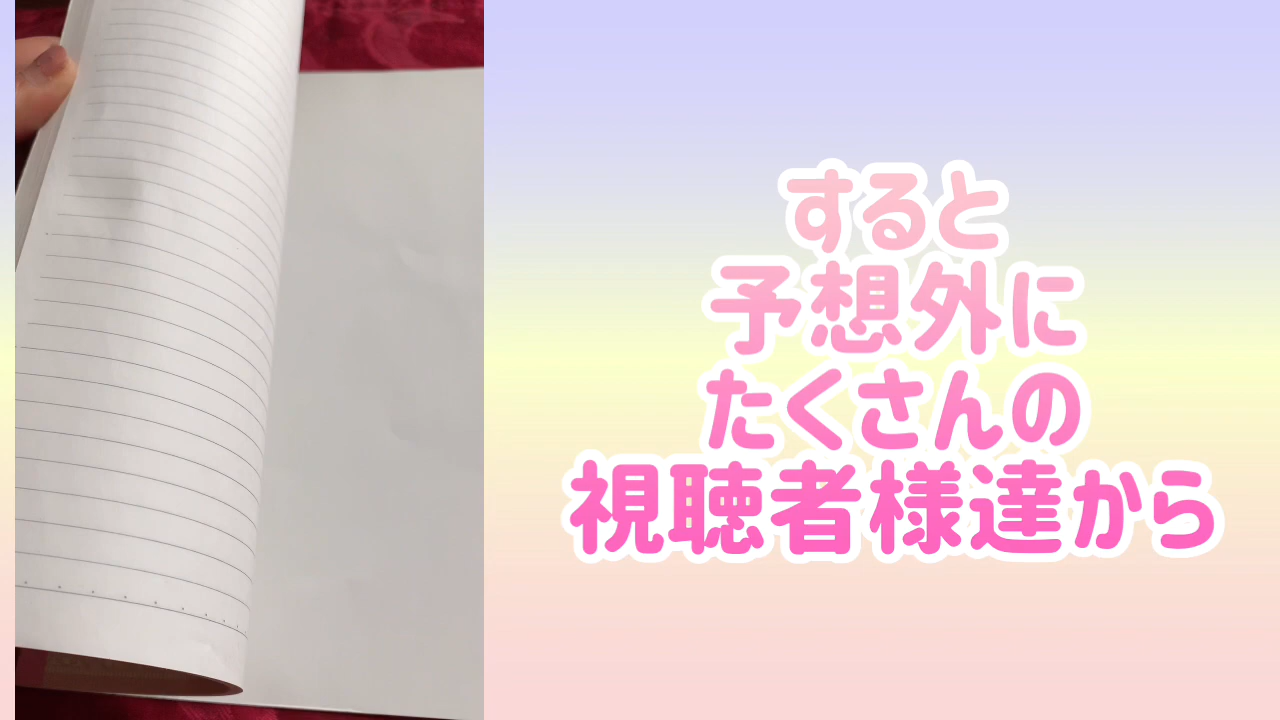 すると
予想外に
たくさんの
視聴者様達から